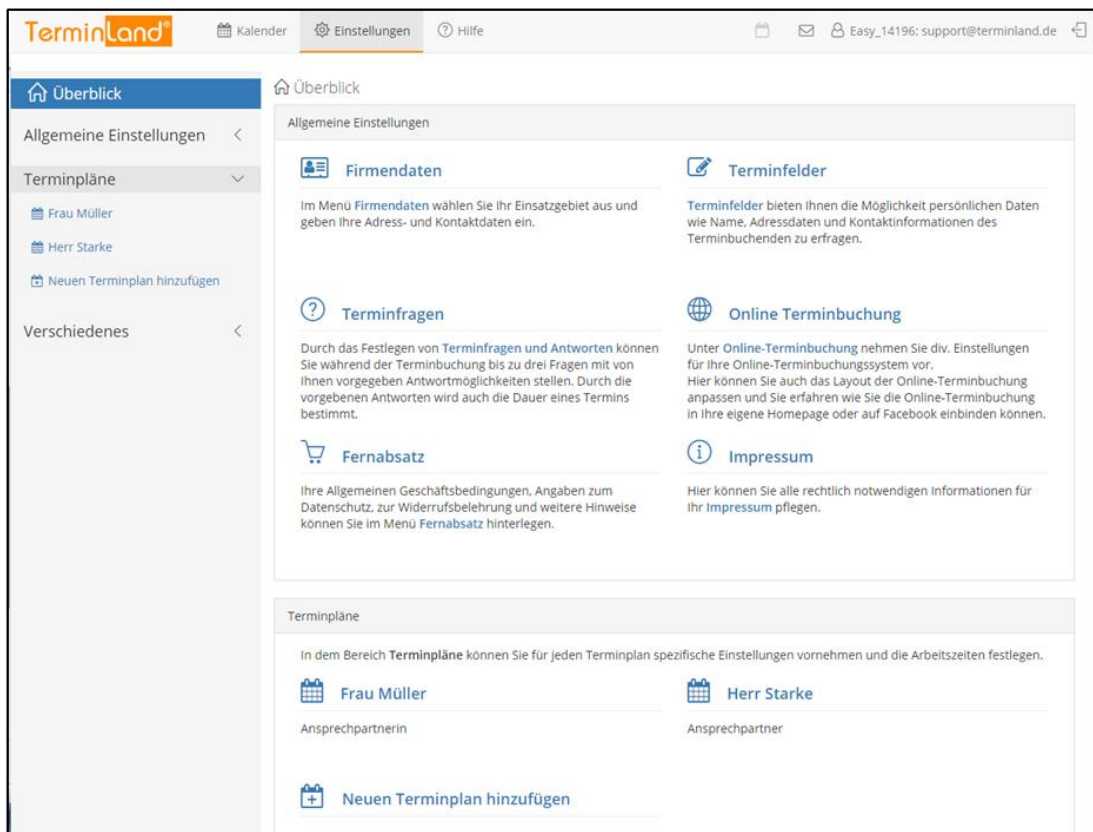 TerminLand®
Kalender
Einstellungen
Hilfe
Easy_14196: support@terminland.de
Überblick
Allgemeine Einstellungen
Terminpläne
Frau Müller
Herr Starke
Neuen Terminplan hinzufügen
Verschiedenes
Überblick
Allgemeine Einstellungen
Firmendaten
Im Menü Firmendaten wählen Sie Ihr Einsatzgebiet aus und
geben Ihre Adress- und Kontaktdaten ein.
Terminfelder
Terminfelder bieten Ihnen die Möglichkeit persönlichen Daten
wie Name, Adressdaten und Kontaktinformationen des
Terminbuchenden zu erfragen.
Terminfragen
Durch das Festlegen von Terminfragen und Antworten können
Sie während der Terminbuchung bis zu drei Fragen mit von
Ihnen vorgegeben Antwortmöglichkeiten stellen. Durch die
vorgebenen Antworten wird auch die Dauer eines Termins
bestimmt.
Online Terminbuchung
Unter Online-Terminbuchung nehmen Sie div. Einstellungen
für Ihre Online-Terminbuchungssystem vor.
Hier können Sie auch das Layout der Online-Terminbuchung
anpassen und Sie erfahren wie Sie die Online-Terminbuchung
in Ihre eigene Homepage oder auf Facebook einbinden können.
Fernabsatz
Ihre Allgemeinen Geschäftsbedingungen, Angaben zum
Datenschutz, zur Widerrufsbelehrung und weitere Hinweise
können Sie im Menü Fernabsatz hinterlegen.
Impressum
Hier können Sie alle rechtlich notwendigen Informationen für
Ihr Impressum pflegen.
Terminpläne
In dem Bereich Terminpläne können Sie für jeden Terminplan spezifische Einstellungen vornehmen und die Arbeitszeiten festlegen.
Frau Müller
Ansprechpartnerin
Herr Starke
Ansprechpartner
Neuen Terminplan hinzufügen